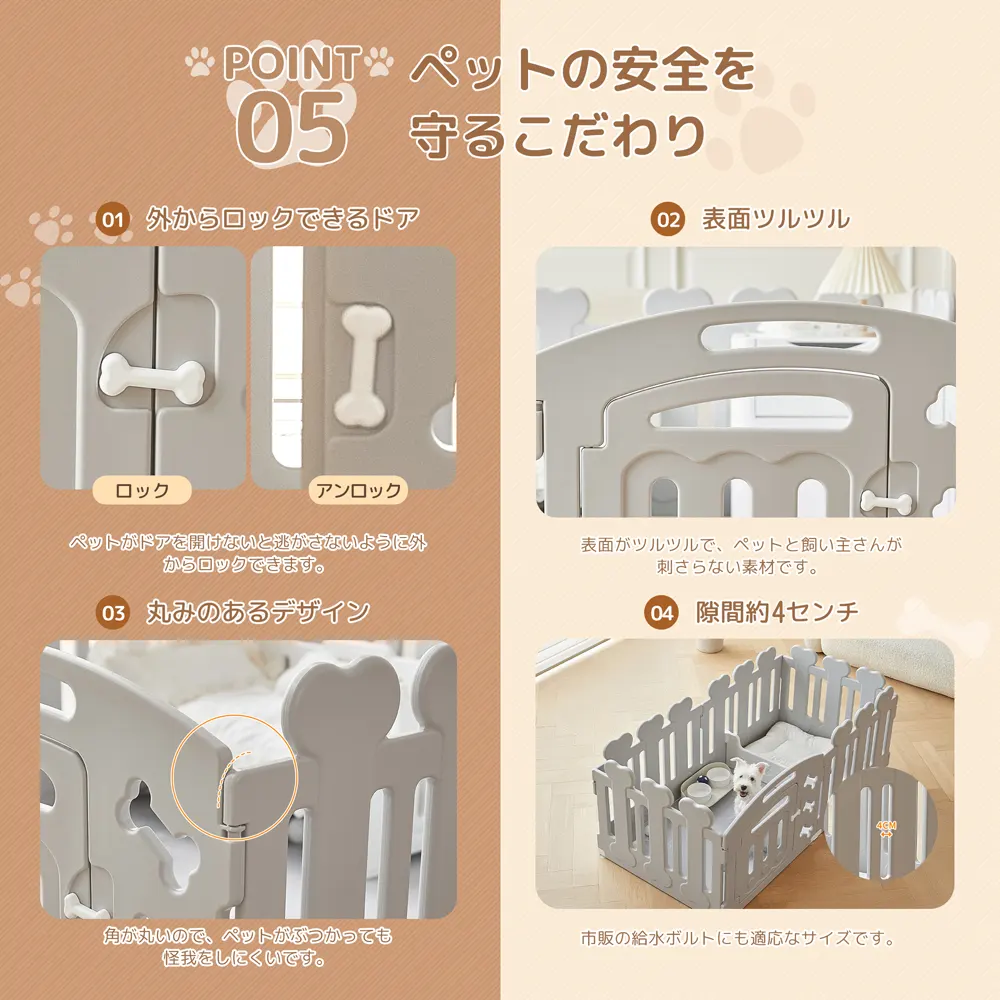 POINT
05
ペットの安全を
守るこだわり
01 外からロックできるドア
ロック
アンロック
ペットがドアを開けないと逃がさないように外
からロックできます。
02 表面ツルツル
表面がツルツルで、ペットと飼い主さんが
刺さらない素材です。
03 丸みのあるデザイン
角が丸いので、ペットがぶつかっても
怪我をしにくいです。
04 隙間約4センチ
4CM
市販の給水ボルトにも適応なサイズです。